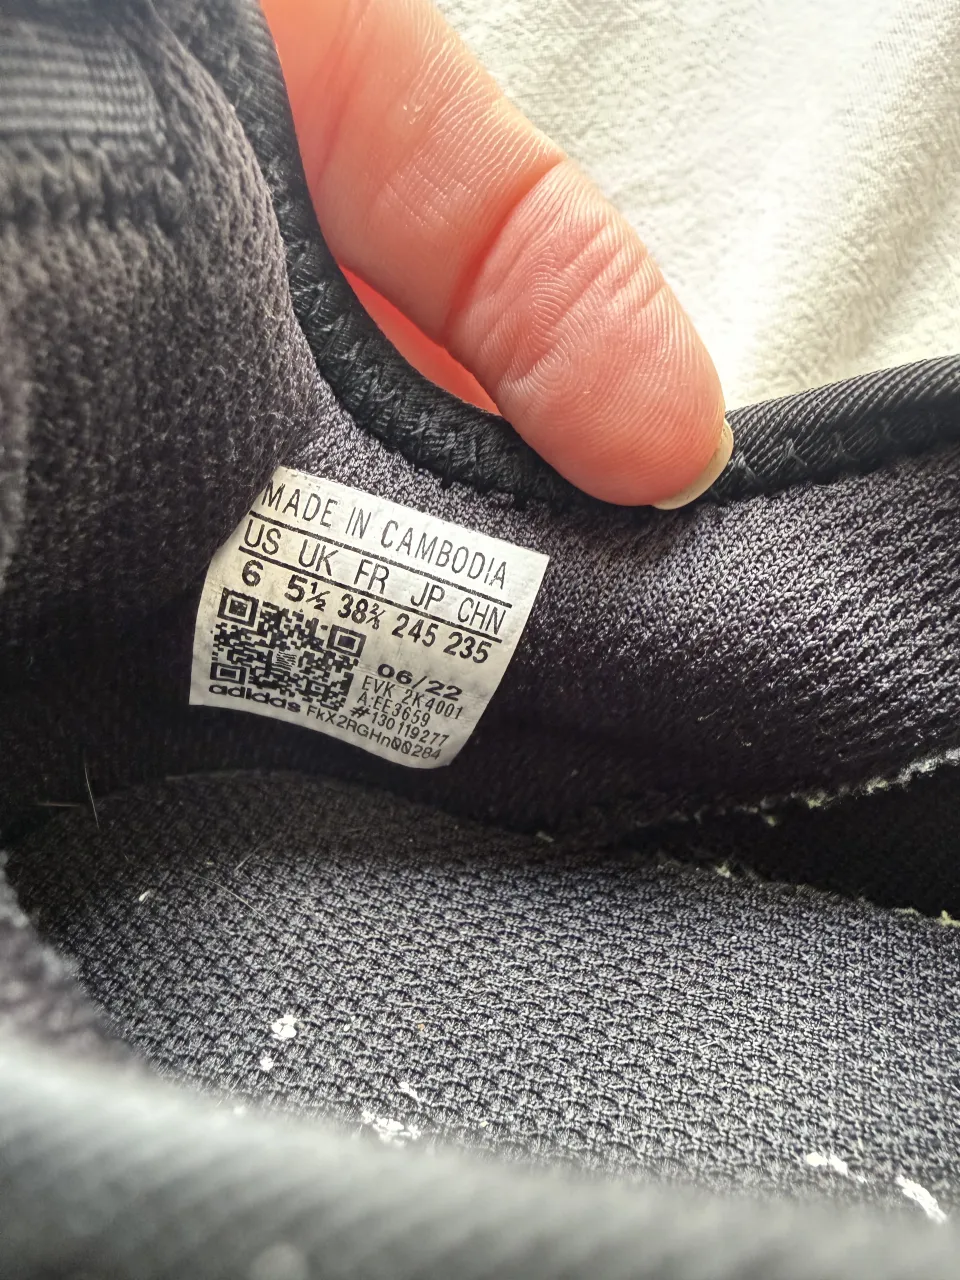 MADE IN CAMBODIA
US UK FR JP CHN
6 5½ 38⅔ 245 235
06/22
EVK 2K4001
A:EE3659
#130119277
adidas FkX2RGHn00284